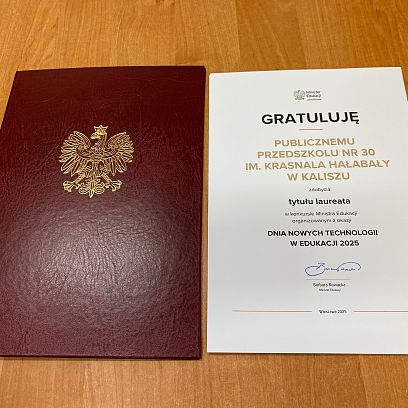 Minister
Edukacji
GRATULUJĘ
PUBLICZNEMU
PRZEDSZKOLU NR 30
IM. KRASNALA HAŁABAŁY
W KALISZU
zdobycia
tytułu laureata
w konkursie Ministra Edukacji
organizowanym z okazji
DNIA NOWYCH TECHNOLOGII
W EDUKACJI 2025
Barbara Nowacka
Minister Edukacji
Warszawa 2025